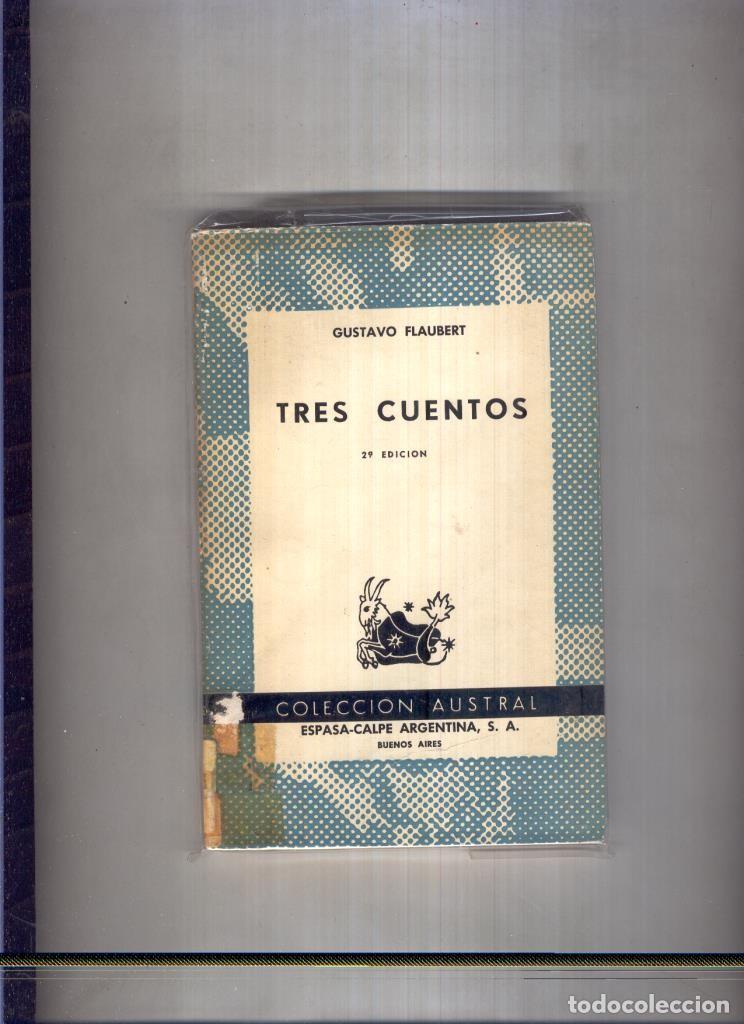 GUSTAVO FLAUBERT
TRES CUENTOS
2ª EDICION
COLECCION AUSTRAL
ESPASA-CALPE ARGENTINA, S. A.
BUENOS AIRES
todocoleccion